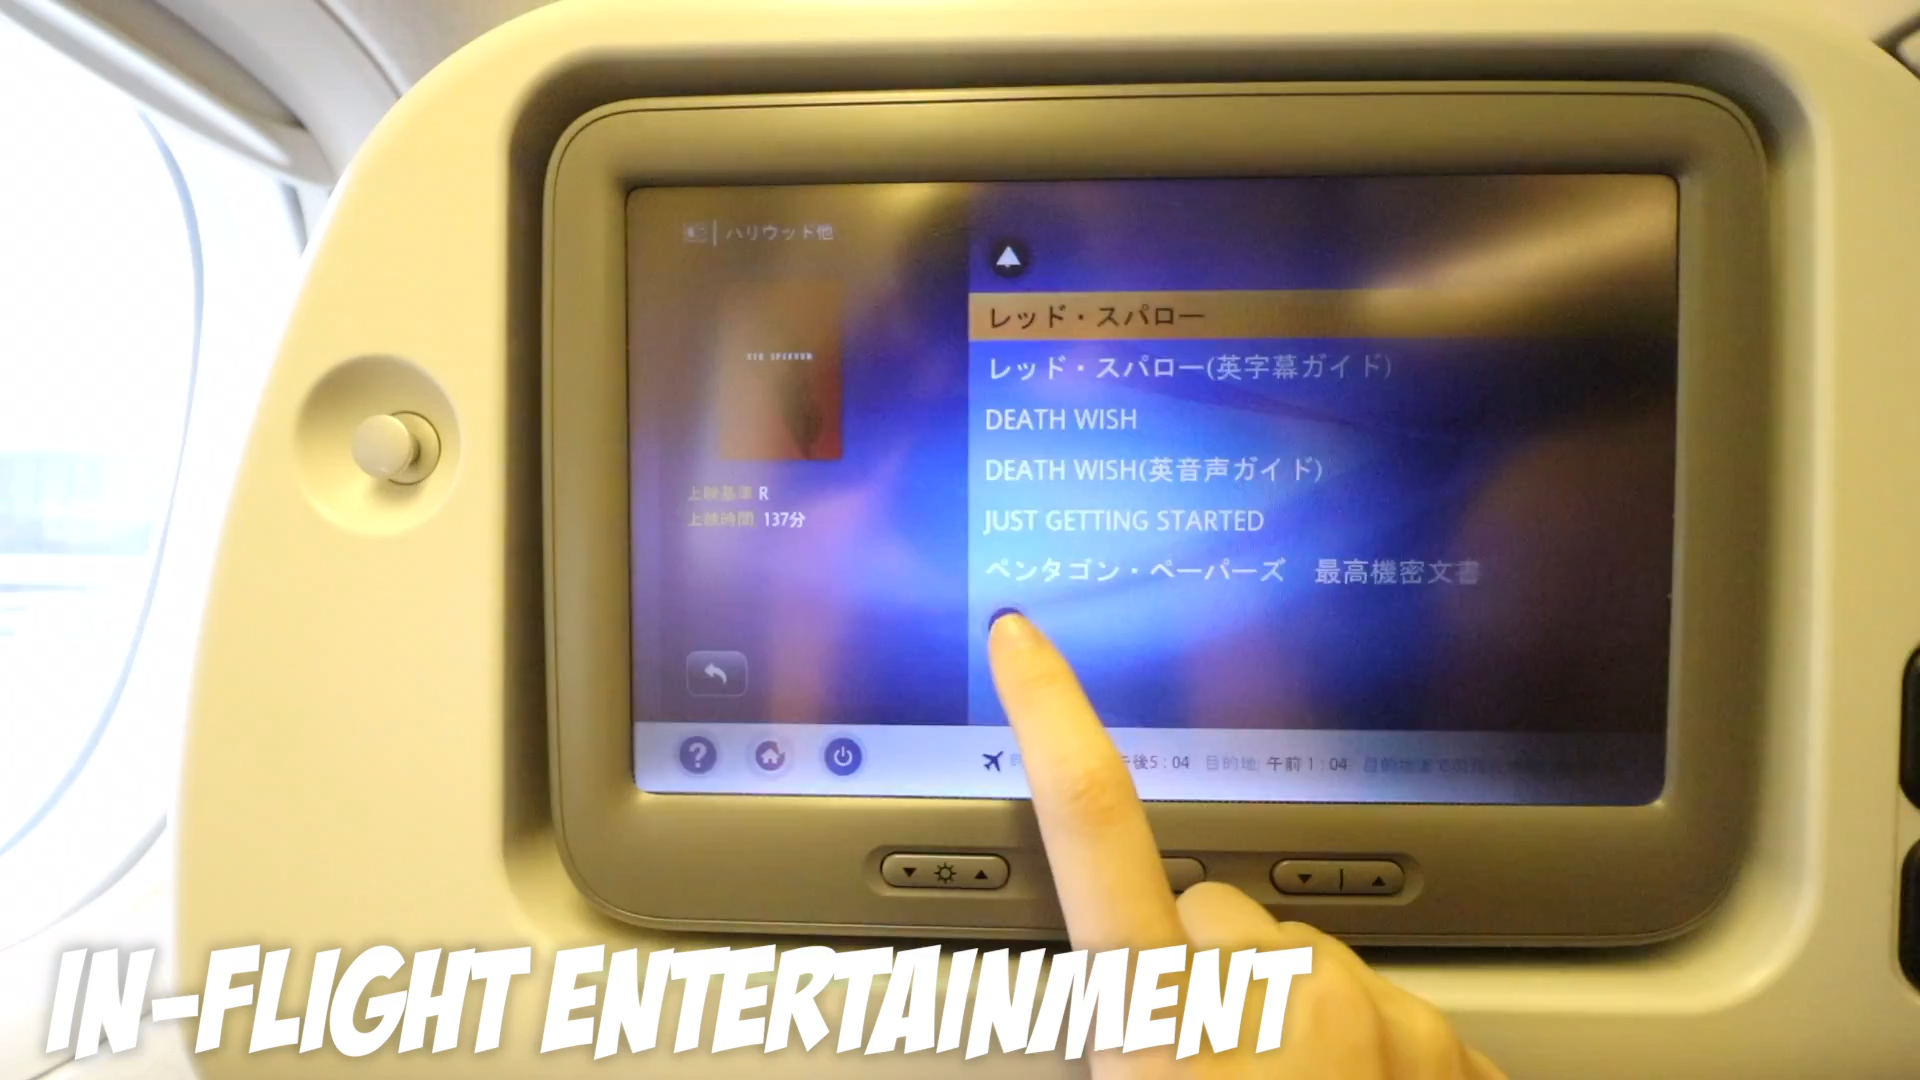 ハリウッド他
レッド・スパロー
レッド・スパロー(英字幕ガイド)
DEATH WISH
DEATH WISH(英音声ガイド)
JUST GETTING STARTED
ペンタゴン・ペーパーズ 最高機密文書
RED SPARROW
上映基準 R
上映時間 137分
?
午後5:04 目的地 午前1:04
IN-FLIGHT ENTERTAINMENT